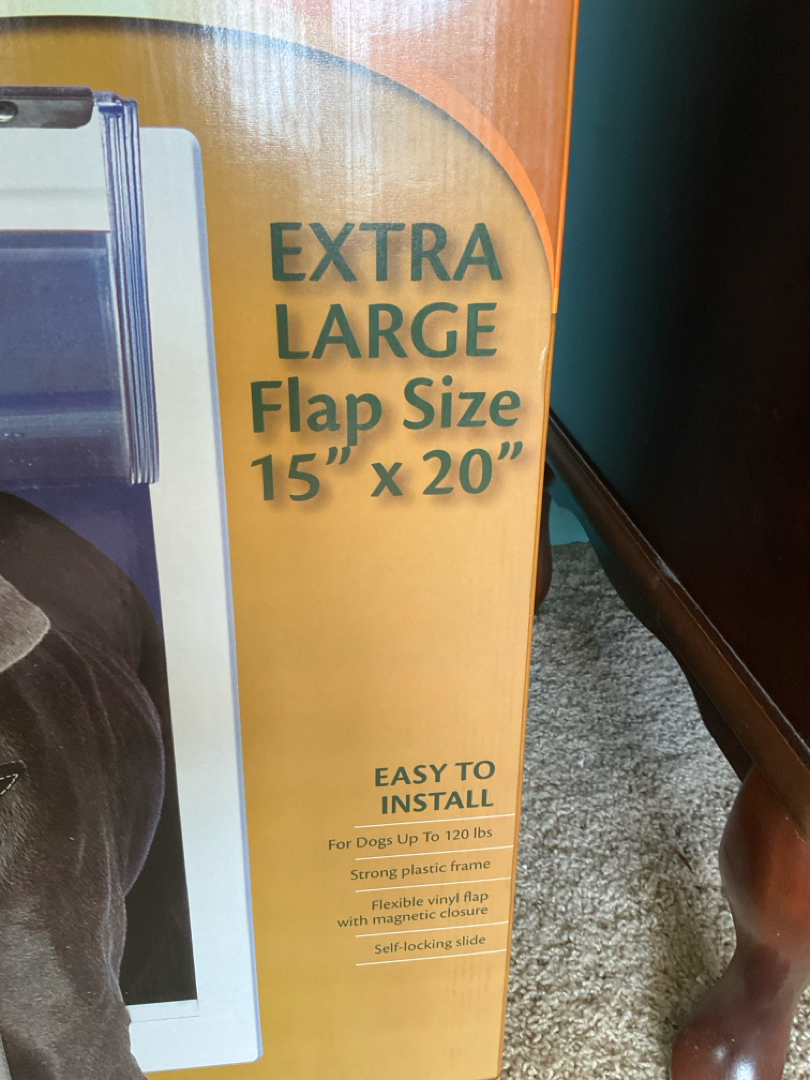 EXTRA
LARGE
Flap Size
15” x 20”
EASY TO
INSTALL
For Dogs Up To 120 lbs
Strong plastic frame
Flexible vinyl flap
with magnetic closure
Self-locking slide